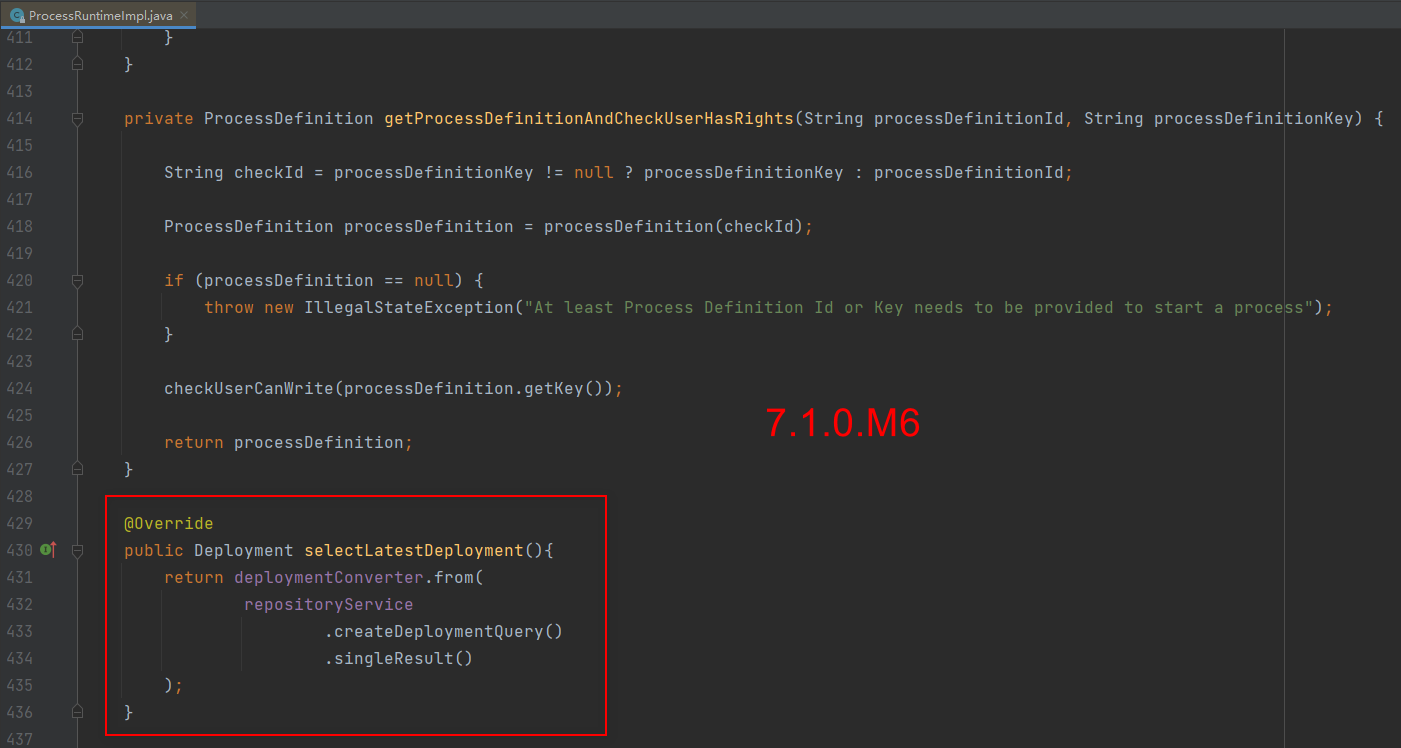 ProcessRuntimeImpl.java
411 }
412 }
413
414 private ProcessDefinition getProcessDefinitionAndCheckUserHasRights(String processDefinitionId, String processDefinitionKey) {
415
416 String checkId = processDefinitionKey != null ? processDefinitionKey : processDefinitionId;
417
418 ProcessDefinition processDefinition = processDefinition(checkId);
419
420 if (processDefinition == null) {
421 throw new IllegalStateException("At least Process Definition Id or Key needs to be provided to start a process");
422 }
423
424 checkUserCanWrite(processDefinition.getKey());
7.1.0.M6
425
426 return processDefinition;
427 }
428
429 @Override
430 public Deployment selectLatestDeployment(){
431 return deploymentConverter.from(
432 repositoryService
433 .createDeploymentQuery()
434 .singleResult()
435 );
436 }
437